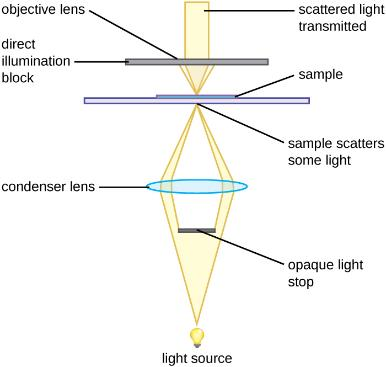 objective lens
scattered light
transmitted
direct
illumination
block
sample
sample scatters
some light
condenser lens
opaque light
stop
light source